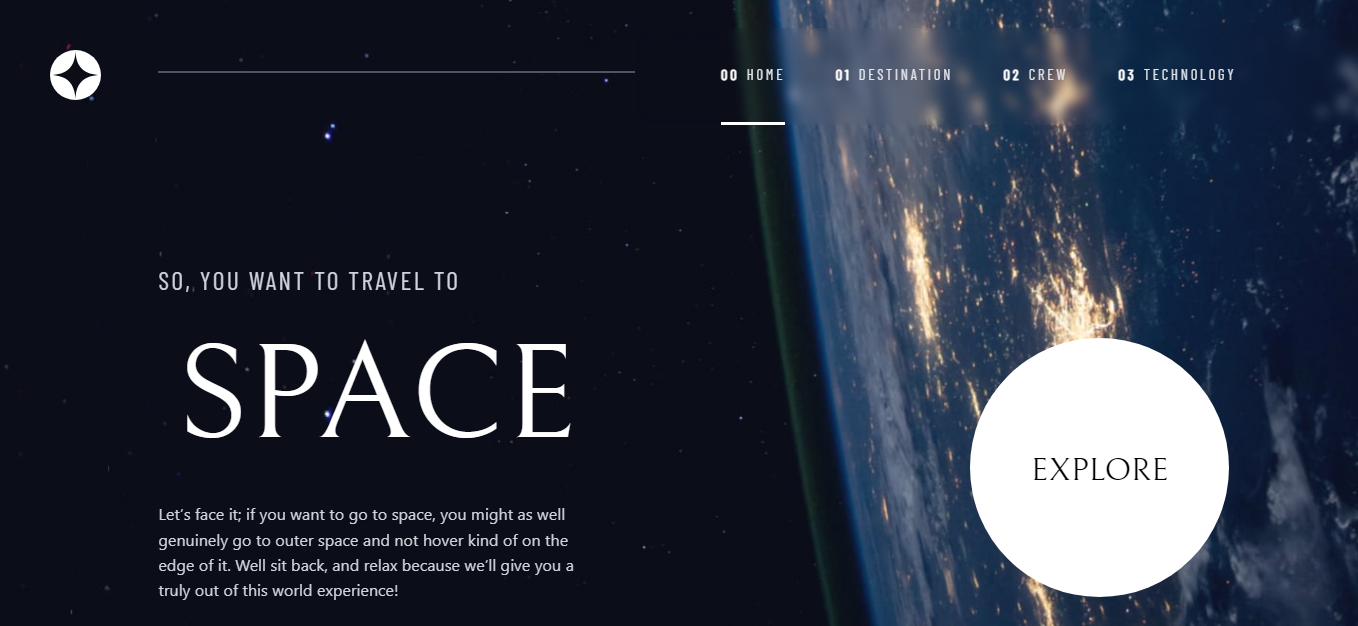 00 HOME 01 DESTINATION 02 CREW 03 TECHNOLOGY
SO, YOU WANT TO TRAVEL TO
SPACE
EXPLORE
Let’s face it; if you want to go to space, you might as well
genuinely go to outer space and not hover kind of on the
edge of it. Well sit back, and relax because we’ll give you a
truly out of this world experience!